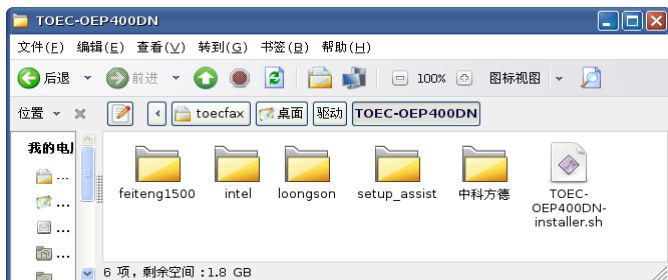 TOEC-OEP400DN
文件(F) 编辑(E) 查看(V) 转到(G) 书签(B) 帮助(H)
后退 前进 100% 图标视图
位置 toecfax 桌面 驱动 TOEC-OEP400DN
我的电
...
...
...
...
feiteng1500 intel loongson setup_assist 中科方德 TOEC-
OEP400DN-
installer.sh
6 项，剩余空间 :1.8 GB